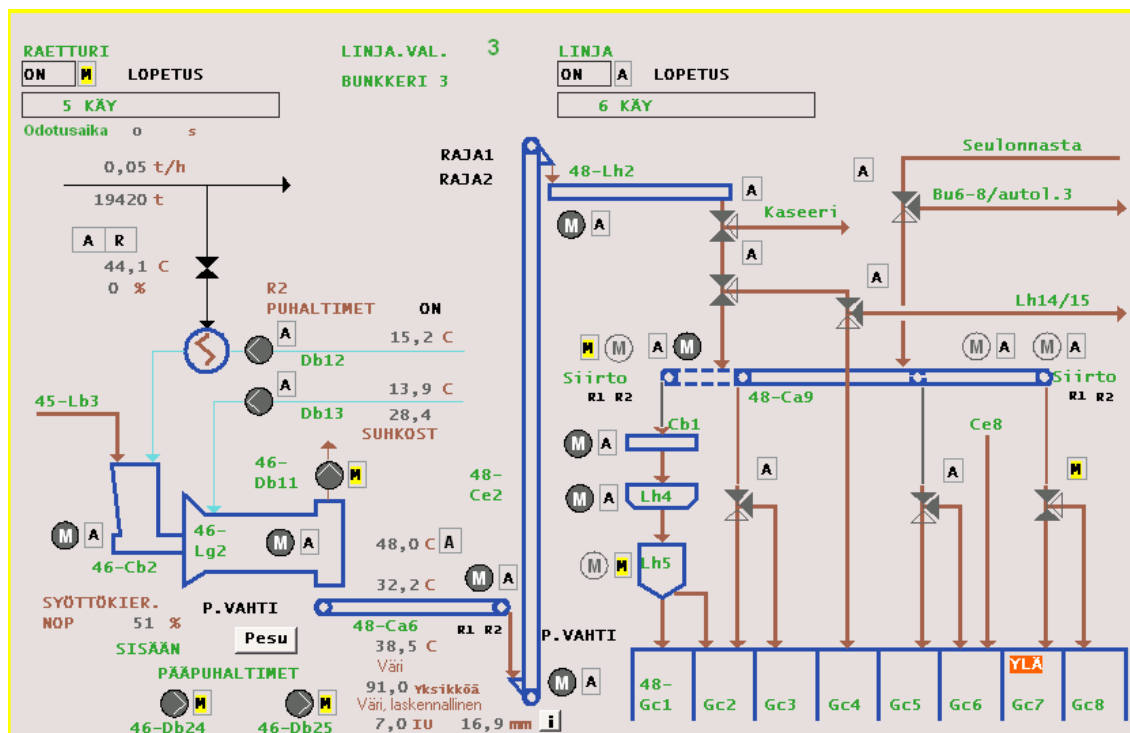 RAETTURI
ON M LOPETUS
5 KÄY
Odotusaika 0 s
LINJA.VAL. 3
BUNKKERI 3
LINJA
ON A LOPETUS
6 KÄY
0,05 t/h
19420 t
A R
44,1 C
0 %
R2
PUHALTIMET ON
A
15,2 C
Db12
A
13,9 C
Db13
28,4
SUHKOST
45-Lb3
46-
Db11
M
M A
46-Cb2
46-
Lg2
M A
SYÖTTÖKIER.
NOP 51 %
P.VAHTI
SISÄÄN
Pesu
PÄÄPUHALTIMET
M
M
46-Db24
46-Db25
48,0 C A
32,2 C
M A
48-Ca6
R1 R2
38,5 C
Väri
91,0 Yksikköä
Väri, laskennallinen
7,0 IU 16,9 mm i
P.VAHTI
M A
48-
Ce2
RAJA1
RAJA2
48-Lh2
M A
A
Kaseeri
A
Seulonnasta
A
Bu6-8/autol.3
A
Lh14/15
M M A M
Siirto
R1 R2
48-Ca9
M A M A
Siirto
R1 R2
Cb1
M A
Lh4
M A
Lh5
M M
A
Ce8
A
M
YLÄ
48-
Gc1
Gc2
Gc3
Gc4
Gc5
Gc6
Gc7
Gc8